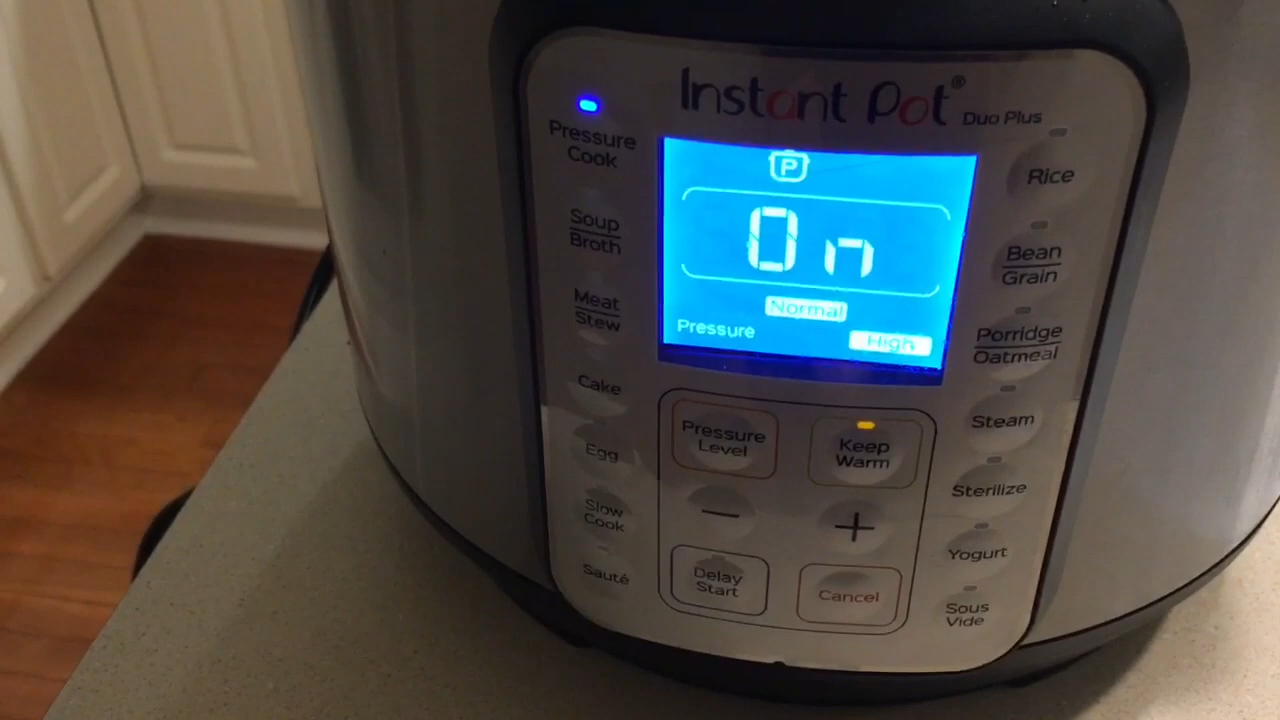 Instant Pot® Duo Plus
Pressure
Cook
Soup
Broth
Meat
Stew
Cake
Egg
Slow
Cook
Sauté
P
On
Normal
Pressure High
Pressure
Level
Keep
Warm
− +
Delay
Start
Cancel
Rice
Bean
Grain
Porridge
Oatmeal
Steam
Sterilize
Yogurt
Sous
Vide